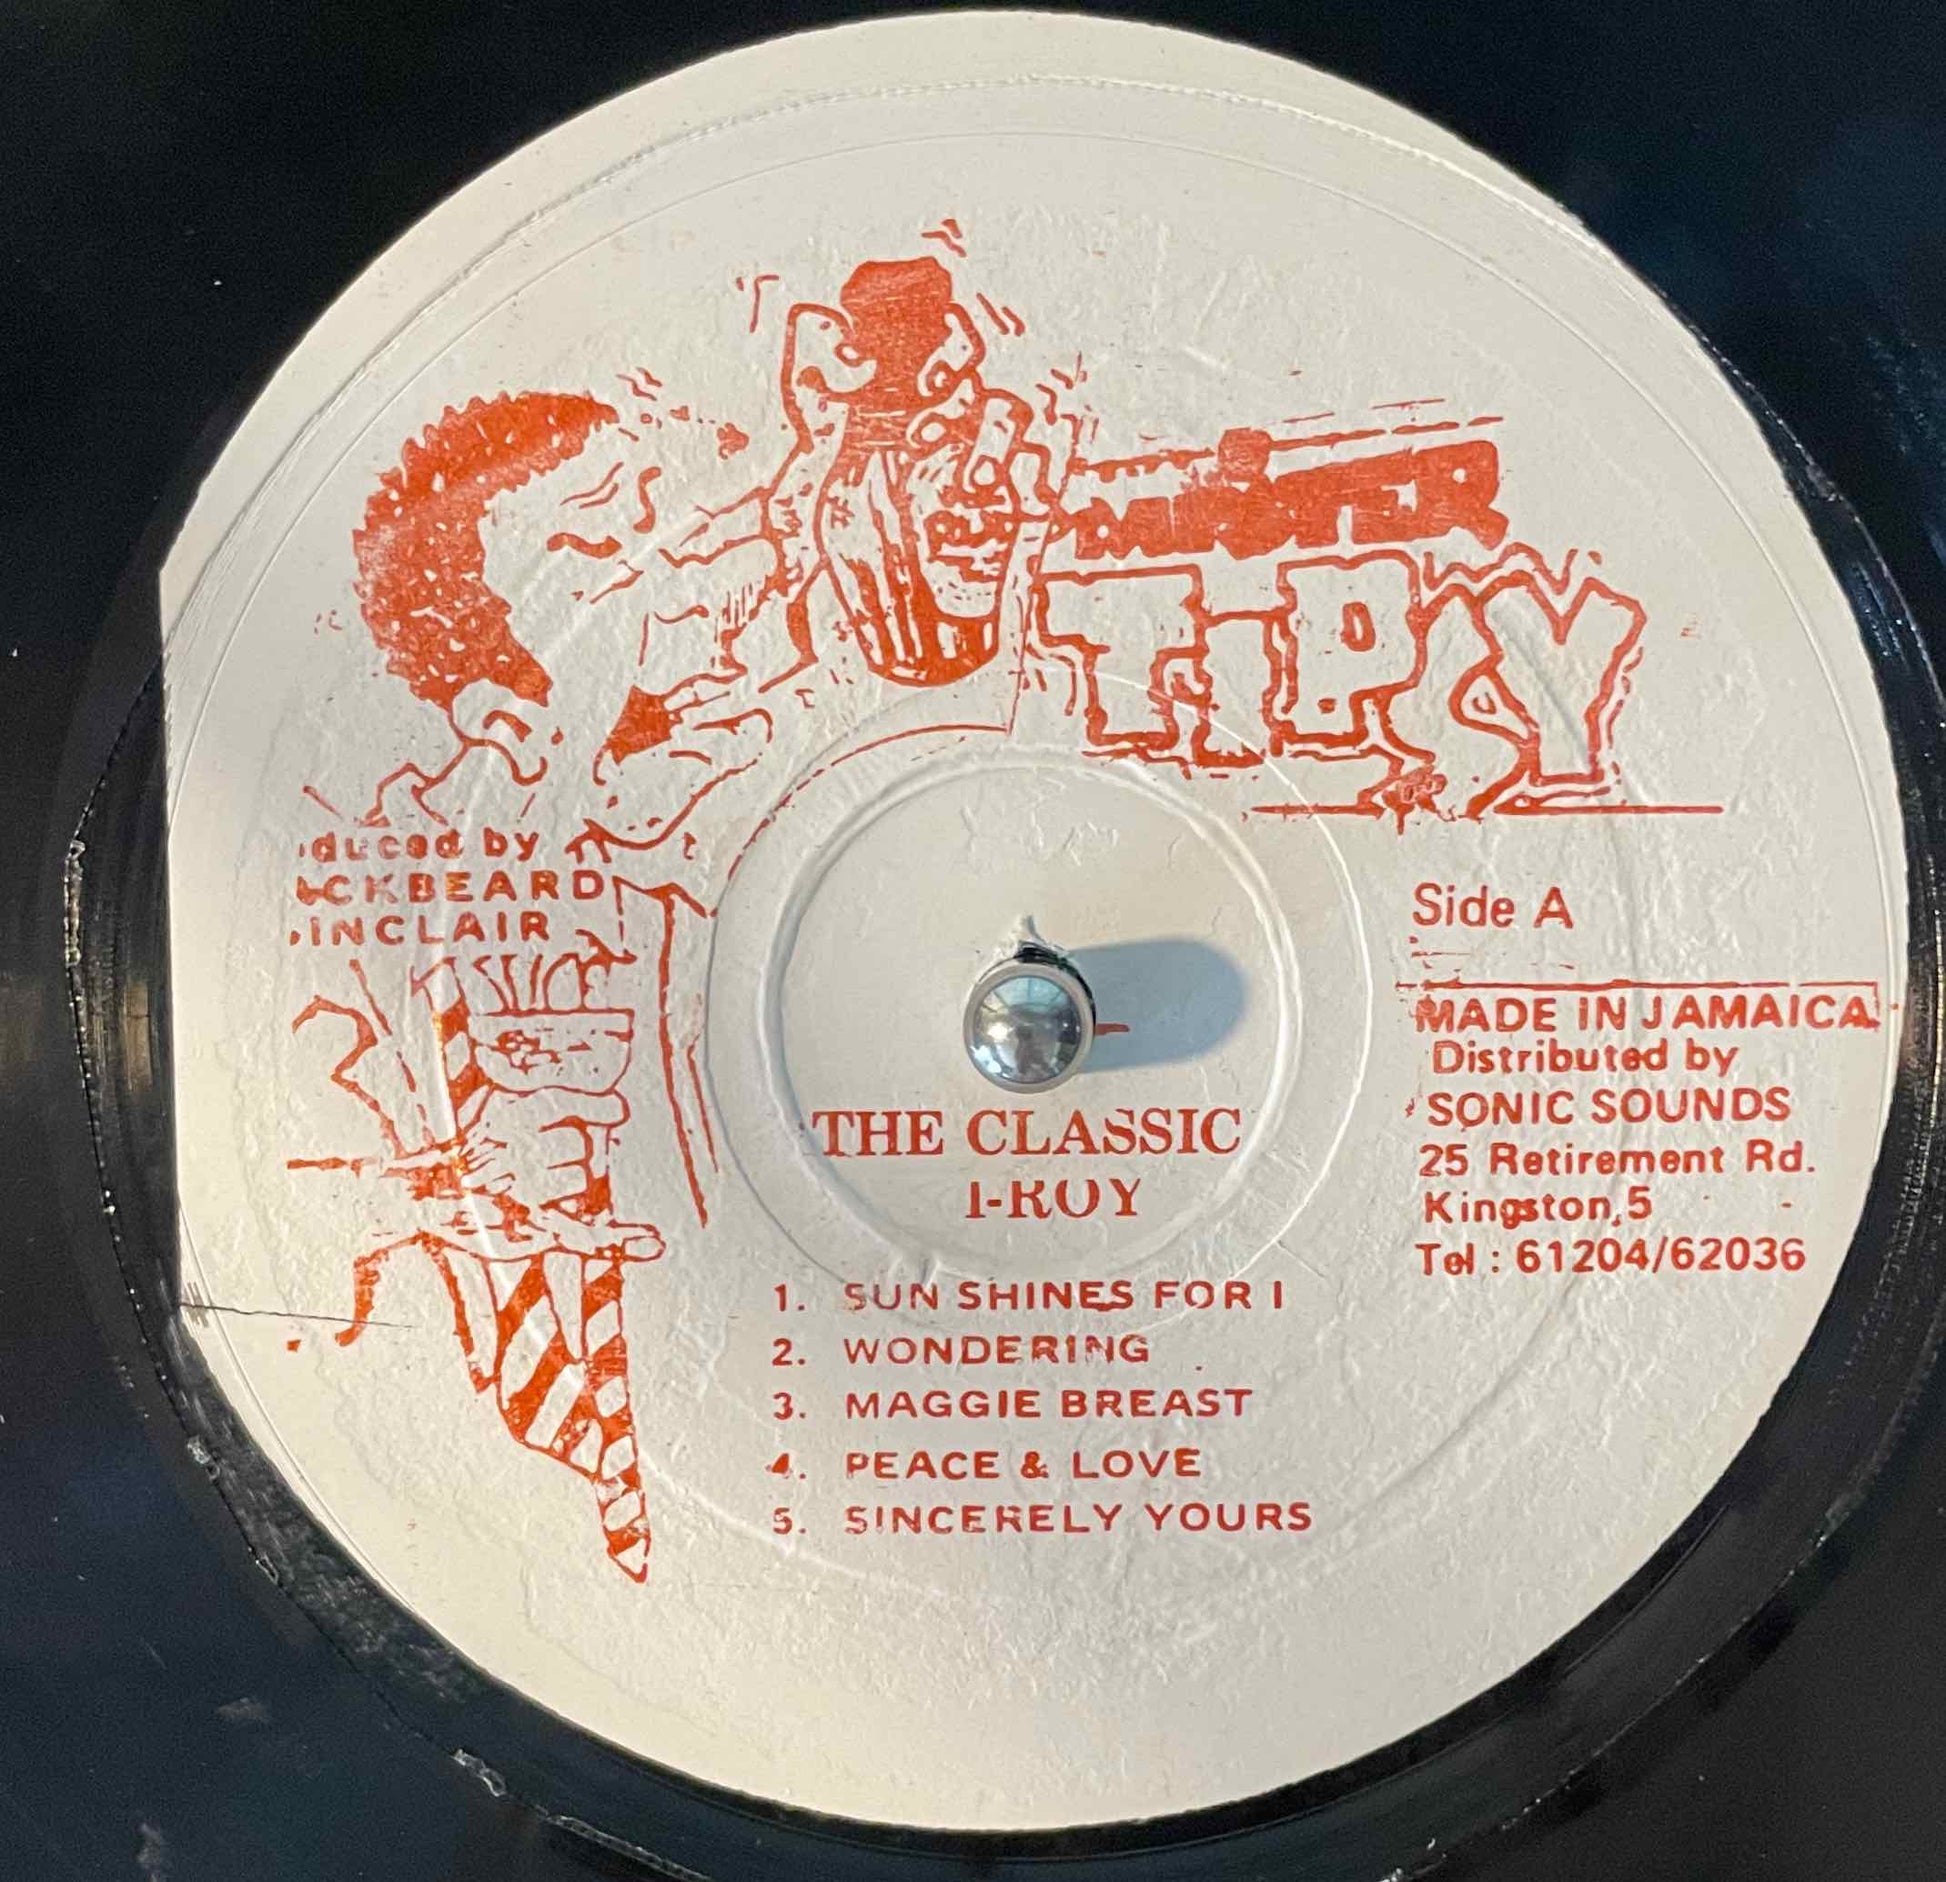 MISTER
TIPSY
duced by
CKBEARD
INCLAIR
Side A
MADE IN JAMAICA
Distributed by
SONIC SOUNDS
25 Retirement Rd.
Kingston,5
Tel : 61204/62036
THE CLASSIC
I-ROY
1. SUN SHINES FOR I
2. WONDERING
3. MAGGIE BREAST
4. PEACE & LOVE
5. SINCERELY YOURS